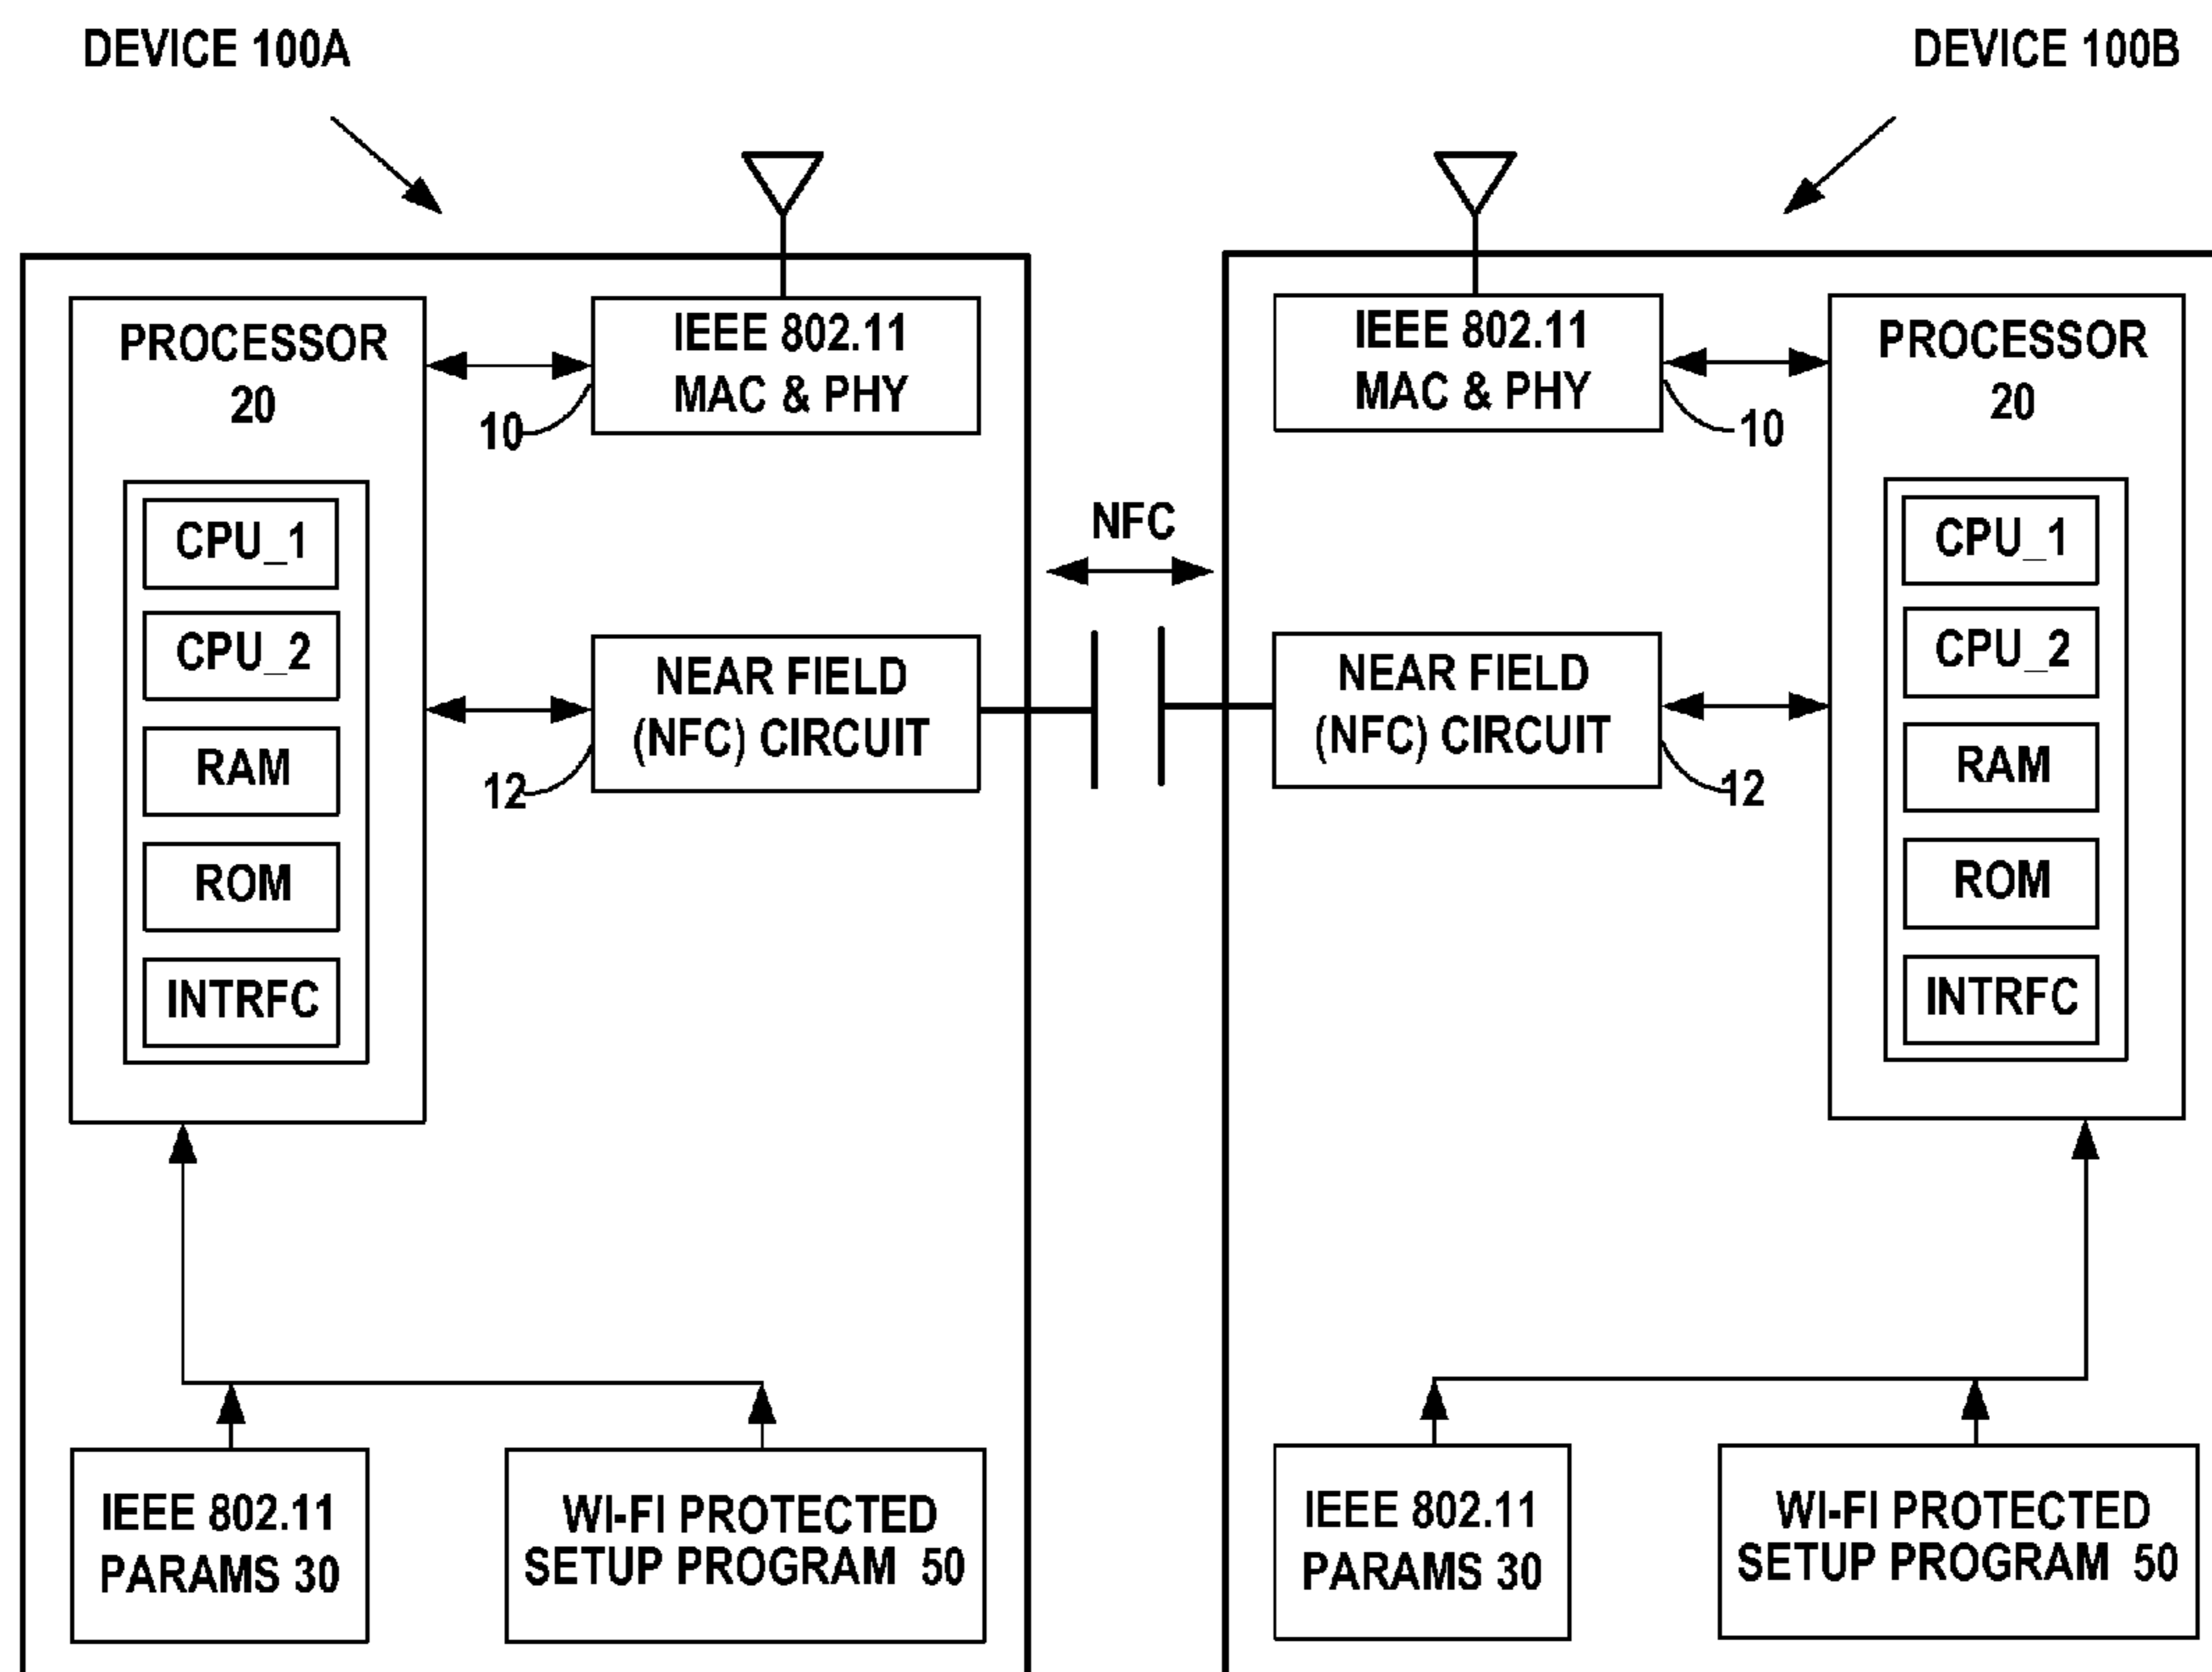 DEVICE 100A
DEVICE 100B
PROCESSOR
20
CPU_1
CPU_2
RAM
ROM
INTRFC
IEEE 802.11
MAC & PHY
10
NEAR FIELD
(NFC) CIRCUIT
12
IEEE 802.11
PARAMS 30
WI-FI PROTECTED
SETUP PROGRAM 50
NFC
IEEE 802.11
MAC & PHY
10
NEAR FIELD
(NFC) CIRCUIT
12
PROCESSOR
20
CPU_1
CPU_2
RAM
ROM
INTRFC
IEEE 802.11
PARAMS 30
WI-FI PROTECTED
SETUP PROGRAM 50